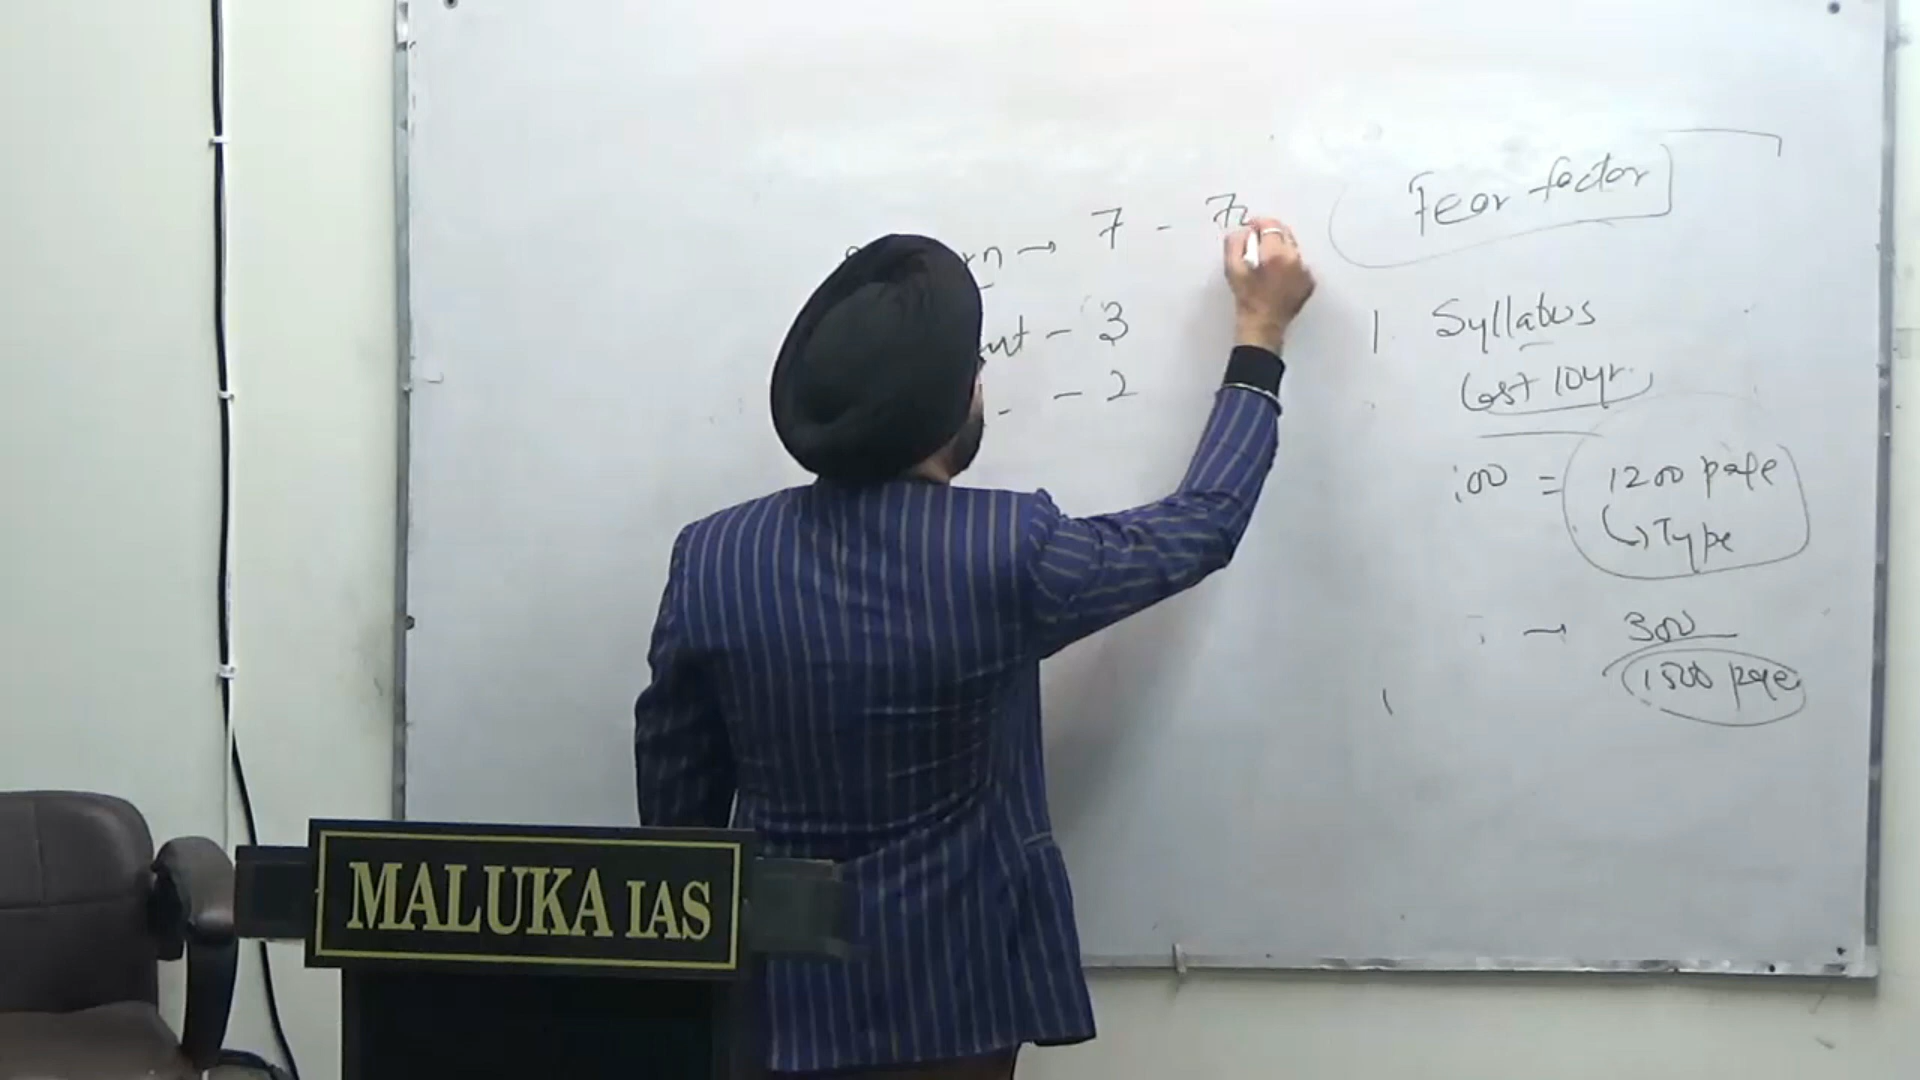 Fear factor
rn → 7 - 7
- 3
- - 2
1 Syllabus
Last 10yr.
100 = 1200 page
↳ Type
→ 300
1500 page
MALUKA IAS